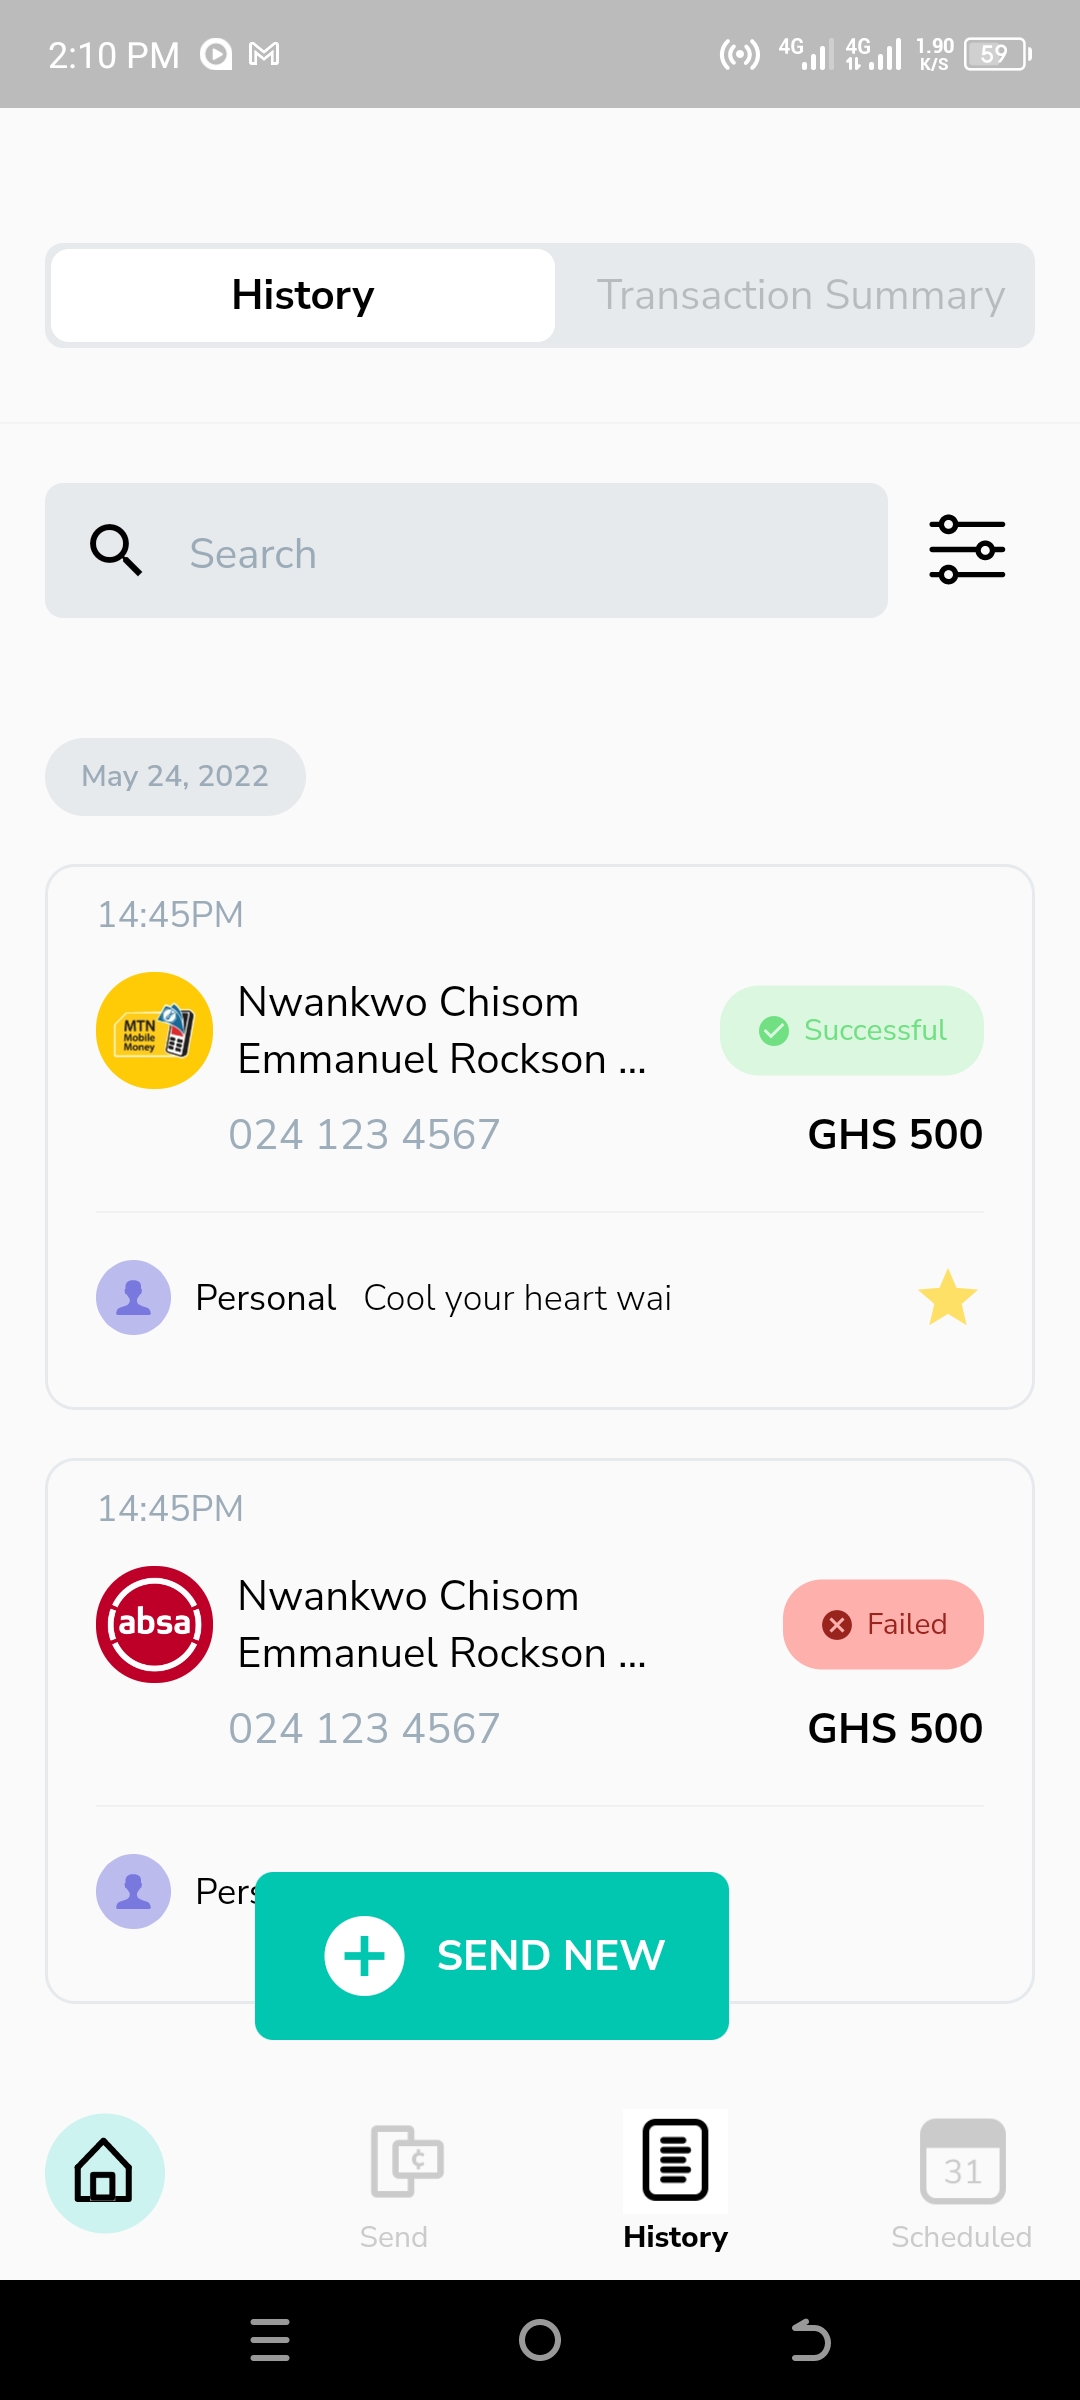 2:10 PM
4G 4G 1.90 K/S 59
History Transaction Summary
Search
May 24, 2022
14:45PM
MTN
Mobile
Money
Nwankwo Chisom
Emmanuel Rockson ...
Successful
024 123 4567 GHS 500
Personal Cool your heart wai
14:45PM
absa
Nwankwo Chisom
Emmanuel Rockson ...
Failed
024 123 4567 GHS 500
Pers
SEND NEW
31
Send History Scheduled